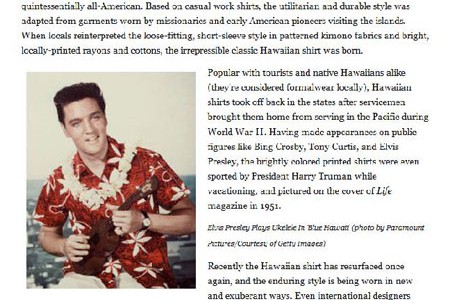 quintessentially all-American. Based on casual work shirts, the utilitarian and durable style was
adapted from garments worn by missionaries and early American pioneers visiting the islands.
When locals reinterpreted the loose-fitting, short-sleeve style in patterned kimono fabrics and bright,
locally-printed rayons and cottons, the irrepressible classic Hawaiian shirt was born.
Popular with tourists and native Hawaiians alike
(they're considered formalwear locally), Hawaiian
shirts took off back in the states after servicemen
brought them home from serving in the Pacific during
World War II. Having made appearances on public
figures like Bing Crosby, Tony Curtis, and Elvis
Presley, the brightly colored printed shirts were even
sported by President Harry Truman while
vacationing, and pictured on the cover of Life
magazine in 1951.
Elvis Presley Plays Ukelele In 'Blue Hawaii' (photo by Paramount
Pictures/Courtesy of Getty Images)
Recently the Hawaiian shirt has resurfaced once
again, and the enduring style is being worn in new
and exuberant ways. Even international designers